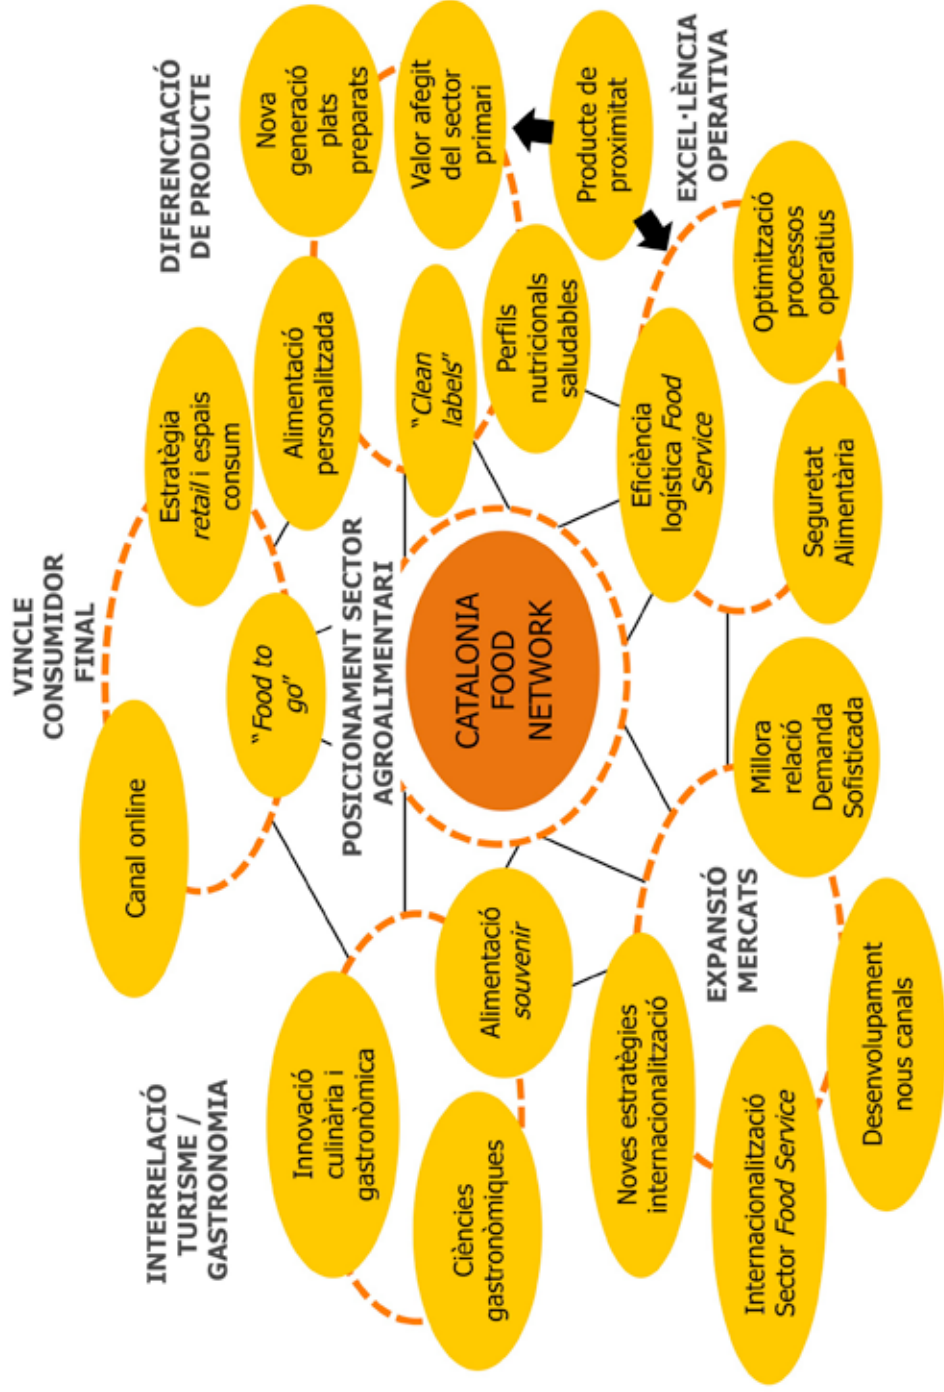 VINCLE
CONSUMIDOR
FINAL
INTERRELACIÓ
TURISME /
GASTRONOMIA
DIFERENCIACIÓ
DE PRODUCTE
Canal online
Estratègia
retail i espais
consum
"Food to
go"
Innovació
culinària i
gastronòmica
Ciències
gastronòmiques
Alimentació
souvenir
POSICIONAMENT SECTOR
AGROALIMENTARI
CATALONIA
FOOD
NETWORK
Alimentació
personalitzada
Nova
generació
plats
preparats
"Clean
labels"
Valor afegit
del sector
primari
Perfils
nutricionals
saludables
Producte de
proximitat
Noves estratègies
internacionalització
EXPANSIÓ
MERCATS
Internacionalització
Sector Food Service
Desenvolupament
nous canals
Millora
relació
Demanda
Sofisticada
Eficiència
logística Food
Service
EXCEL·LÈNCIA
OPERATIVA
Optimització
processos
operatius
Seguretat
Alimentària